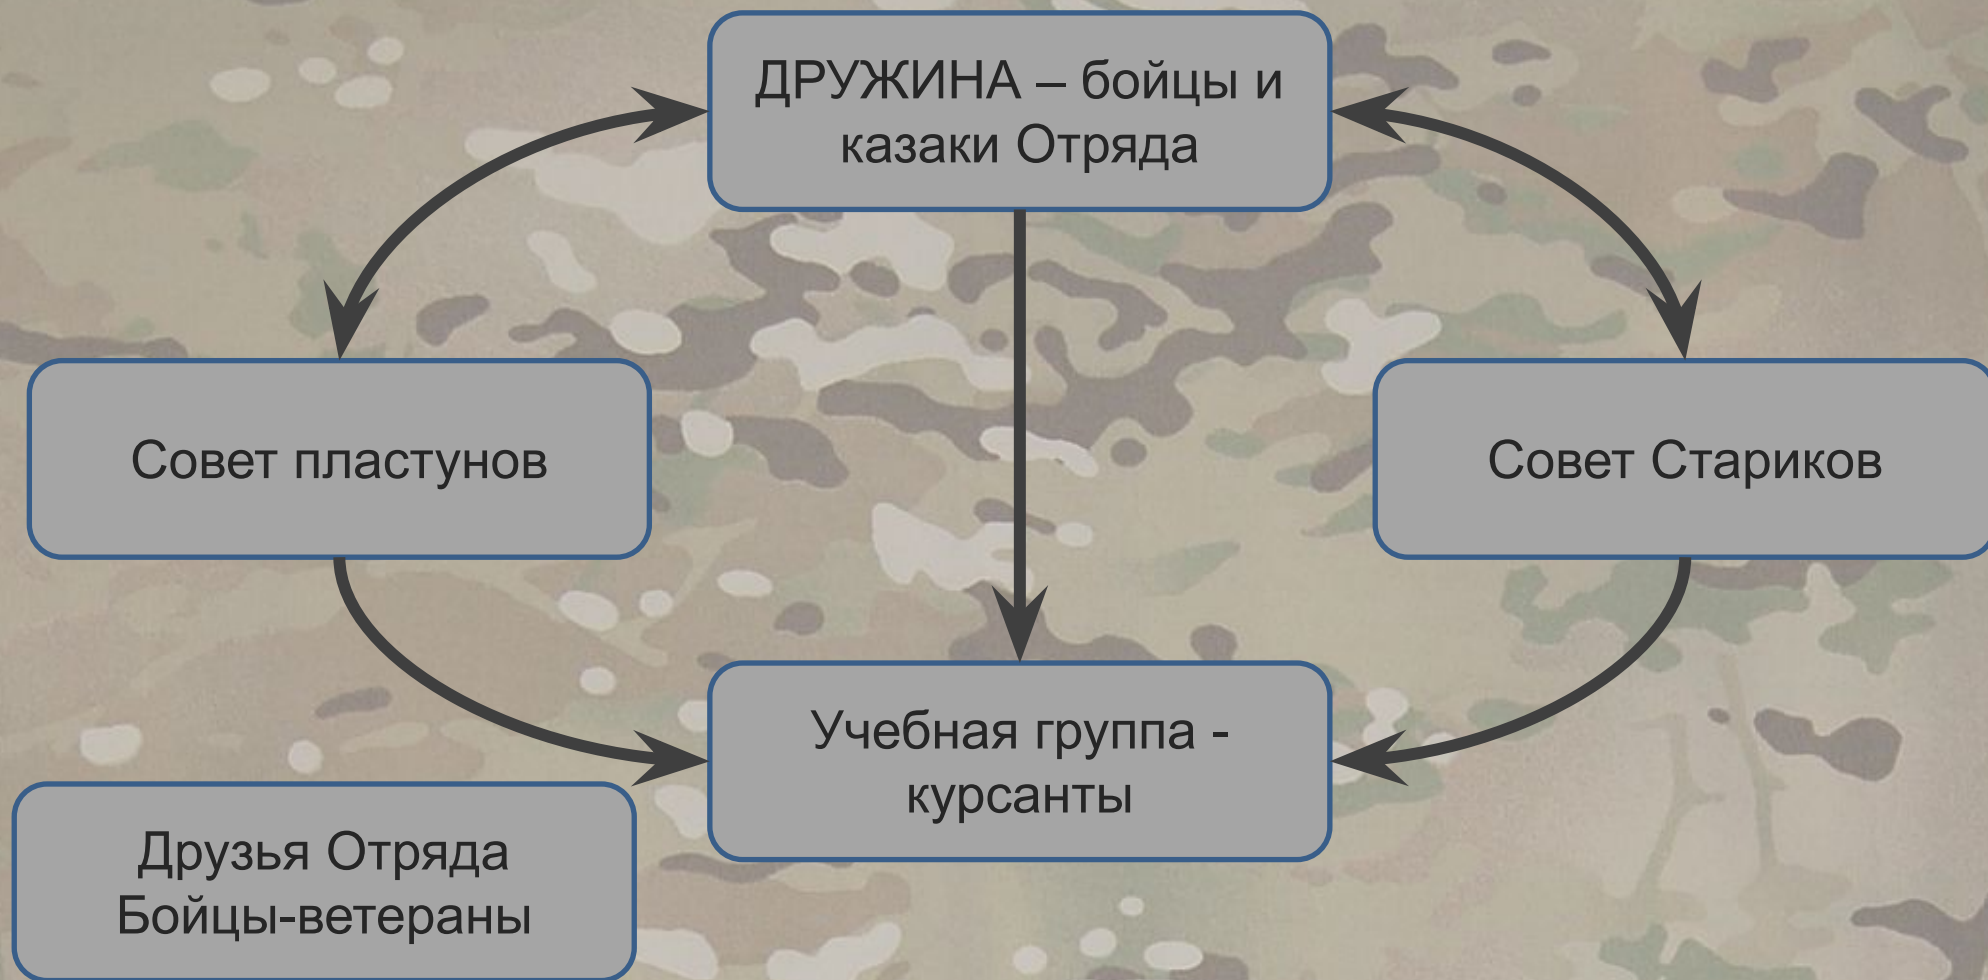 ДРУЖИНА – бойцы и
казаки Отряда
Совет пластунов
Совет Стариков
Учебная группа -
курсанты
Друзья Отряда
Бойцы-ветераны